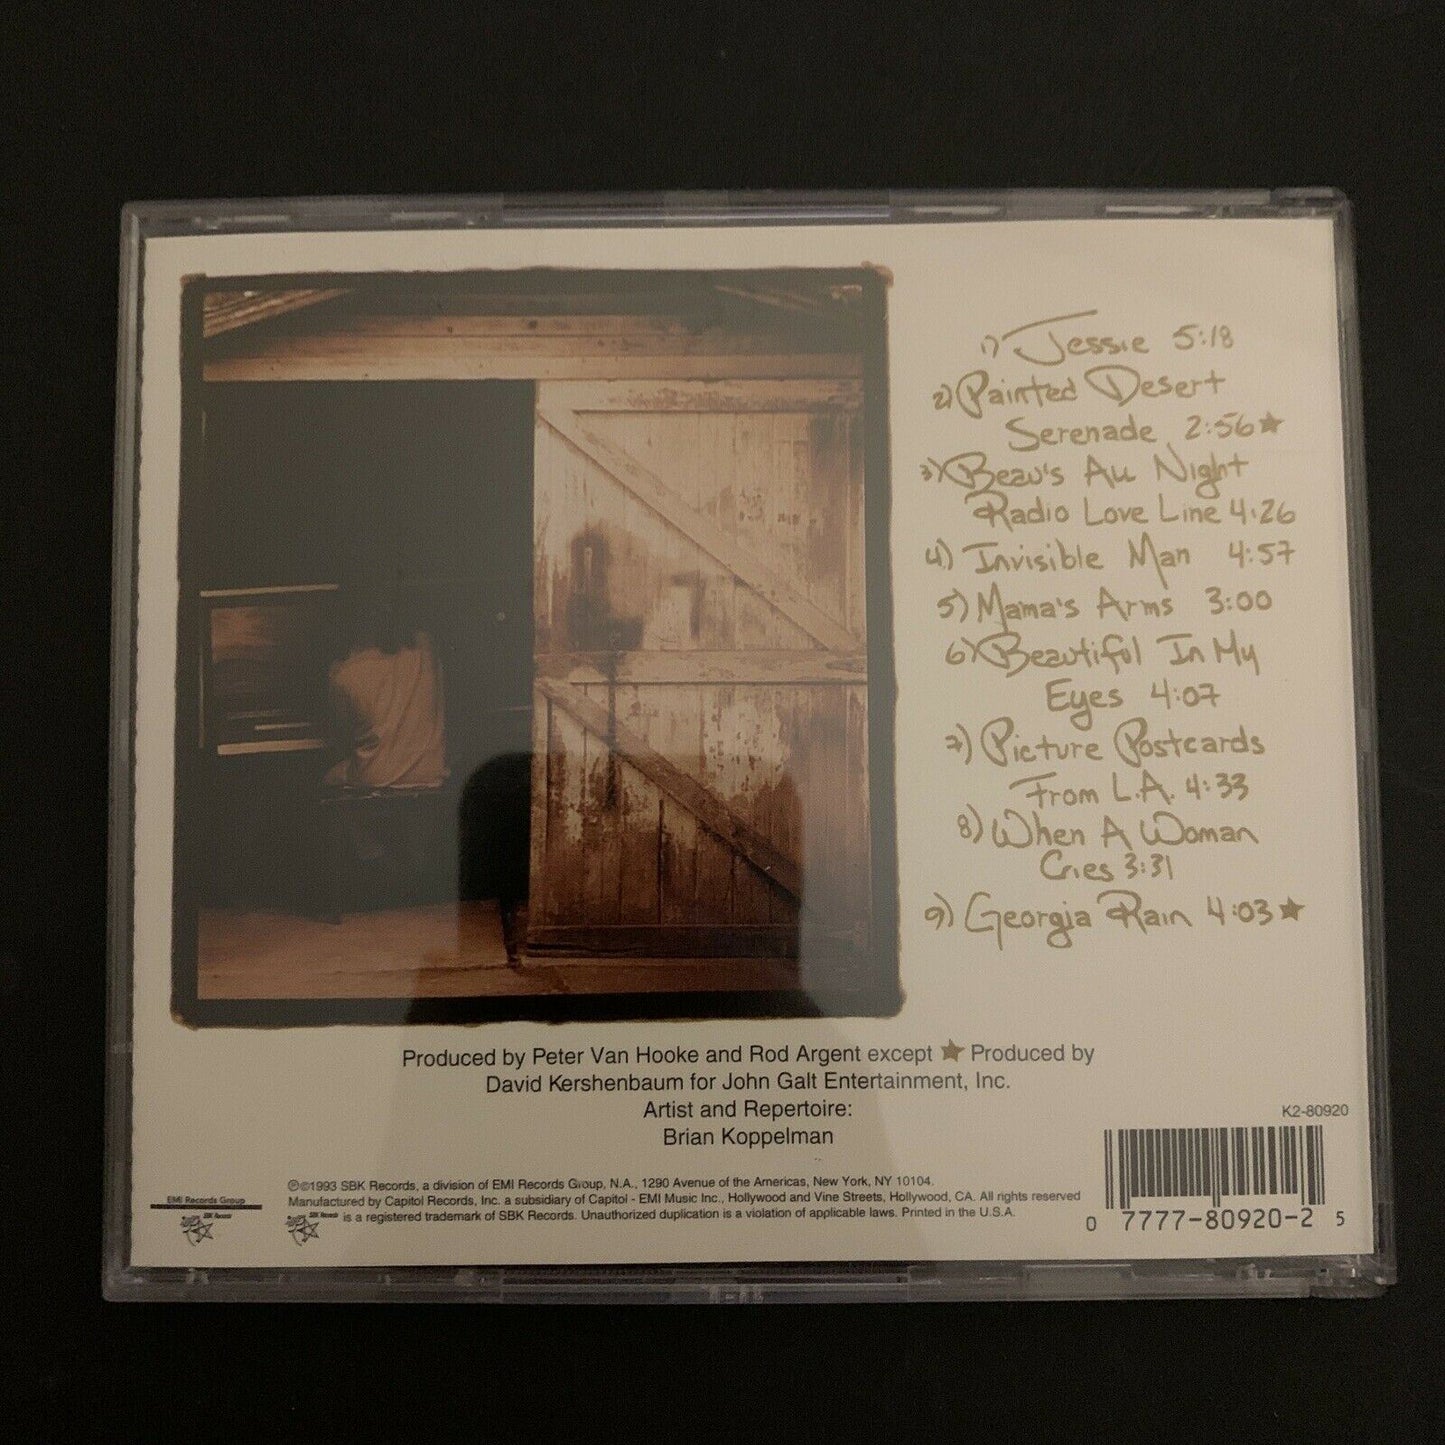 1) Jessie 5:18
2) Painted Desert
Serenade 2:56★
3) Beau's All Night
Radio Love Line 4:26
4) Invisible Man 4:57
5) Mama's Arms 3:00
6) Beautiful In My
Eyes 4:07
7) Picture Postcards
From L.A. 4:33
8) When A Woman
Cries 3:31
9) Georgia Rain 4:03★
Produced by Peter Van Hooke and Rod Argent except ★ Produced by
David Kershenbaum for John Galt Entertainment, Inc.
Artist and Repertoire:
Brian Koppelman
K2-80920
EMI Records Group
SBK Records
℗©1993 SBK Records, a division of EMI Records Group, N.A., 1290 Avenue of the Americas, New York, NY 10104.
Manufactured by Capitol Records, Inc. a subsidiary of Capitol - EMI Music Inc., Hollywood and Vine Streets, Hollywood, CA. All rights reserved
SBK Records is a registered trademark of SBK Records. Unauthorized duplication is a violation of applicable laws. Printed in the U.S.A.
0 7777-80920-2 5